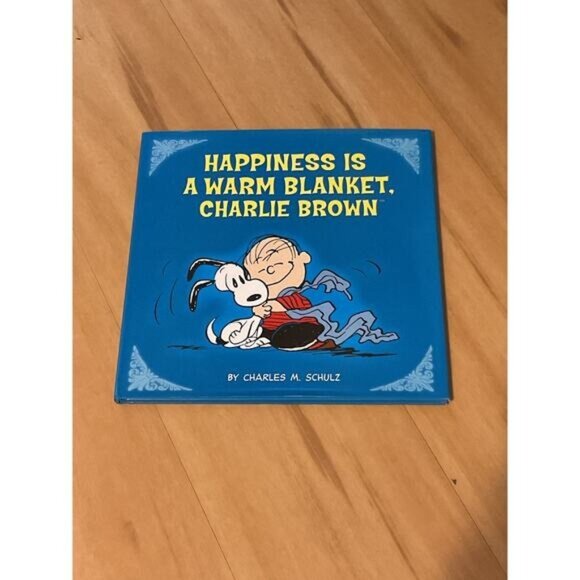 HAPPINESS IS
A WARM BLANKET,
CHARLIE BROWN™
BY CHARLES M. SCHULZ